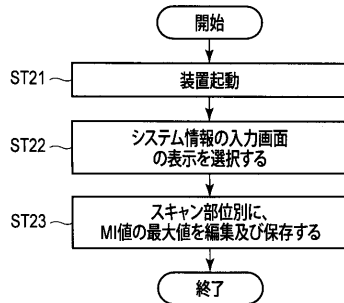 開始
ST21
装置起動
ST22
システム情報の入力画面
の表示を選択する
ST23
スキャン部位別に、
MI値の最大値を編集及び保存する
終了